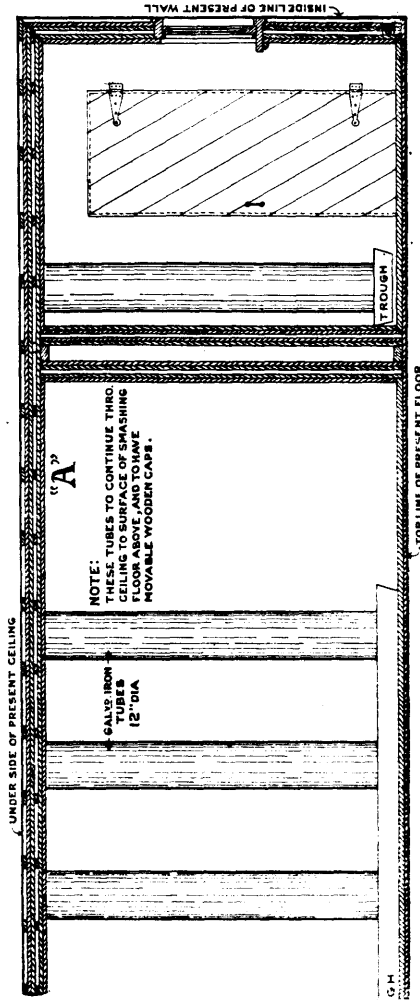 INSIDE LINE OF PRESENT WALL
TROUGH
"A"
NOTE:
THESE TUBES TO CONTINUE THRO.
CEILING TO SURFACE OF SMASHING
FLOOR ABOVE, AND TO HAVE
MOVABLE WOODEN CAPS.
UNDER SIDE OF PRESENT CEILING
GALVD. IRON
TUBES
12" DIA
TOP LINE OF PRESENT FLOOR
GH